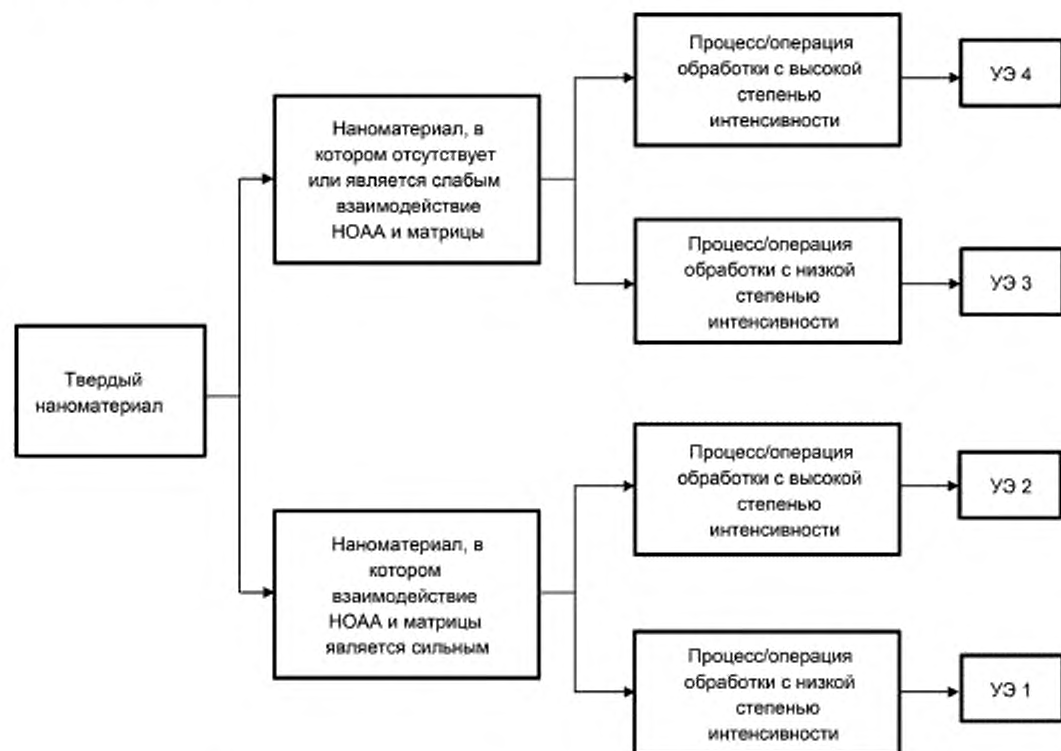 Твердый
наноматериал
Наноматериал, в
котором отсутствует
или является слабым
взаимодействие
НОАА и матрицы
Процесс/операция
обработки с высокой
степенью
интенсивности
УЭ 4
Процесс/операция
обработки с низкой
степенью
интенсивности
УЭ 3
Наноматериал, в
котором
взаимодействие
НОАА и матрицы
является сильным
Процесс/операция
обработки с высокой
степенью
интенсивности
УЭ 2
Процесс/операция
обработки с низкой
степенью
интенсивности
УЭ 1